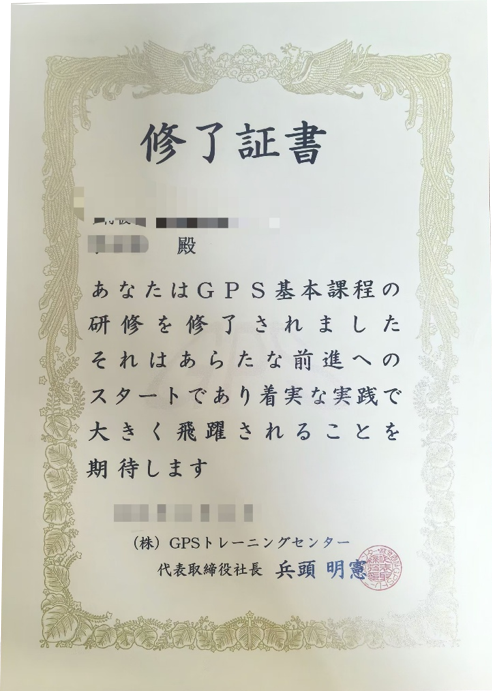 修了証書
殿
あなたはGPS基本課程の
研修を修了されました
それはあらたな前進への
スタートであり着実な実践で
大きく飛躍されることを
期待します
(株)GPSトレーニングセンター
代表取締役社長 兵頭 明憲